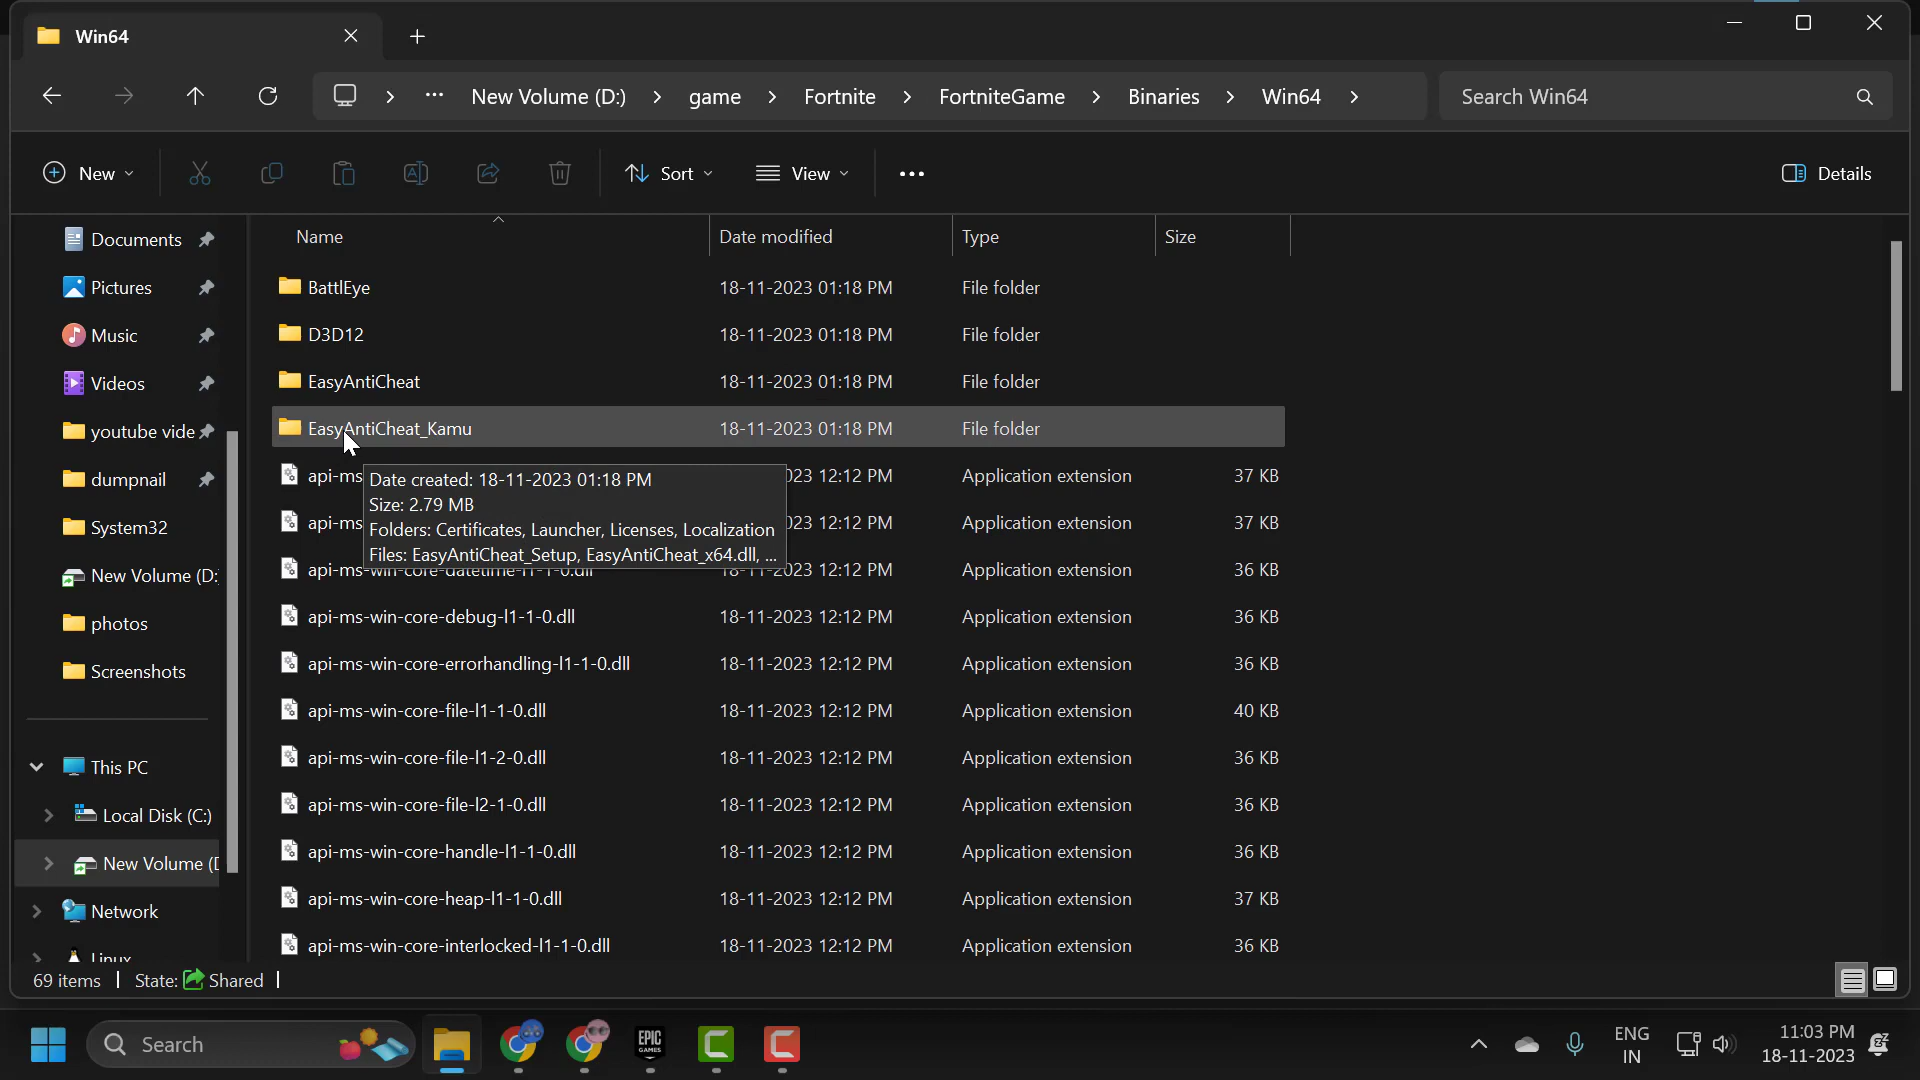 Win64
New Volume (D:)
game
Fortnite
FortniteGame
Binaries
Win64
Search Win64
New
Sort
View
Details
Documents
Pictures
Music
Videos
youtube vide
dumpnail
System32
New Volume (D:
photos
Screenshots
This PC
Local Disk (C:)
New Volume (D
Network
Linux
Name Date modified Type Size
BattlEye 18-11-2023 01:18 PM File folder
D3D12 18-11-2023 01:18 PM File folder
EasyAntiCheat 18-11-2023 01:18 PM File folder
EasyAntiCheat_Kamu 18-11-2023 01:18 PM File folder
api-ms 023 12:12 PM Application extension 37 KB
api-ms 023 12:12 PM Application extension 37 KB
api-ms-win-core-datetime-l1-1-0.dll 18-11-2023 12:12 PM Application extension 36 KB
Date created: 18-11-2023 01:18 PM
Size: 2.79 MB
Folders: Certificates, Launcher, Licenses, Localization
Files: EasyAntiCheat_Setup, EasyAntiCheat_x64.dll, ...
api-ms-win-core-debug-l1-1-0.dll 18-11-2023 12:12 PM Application extension 36 KB
api-ms-win-core-errorhandling-l1-1-0.dll 18-11-2023 12:12 PM Application extension 36 KB
api-ms-win-core-file-l1-1-0.dll 18-11-2023 12:12 PM Application extension 40 KB
api-ms-win-core-file-l1-2-0.dll 18-11-2023 12:12 PM Application extension 36 KB
api-ms-win-core-file-l2-1-0.dll 18-11-2023 12:12 PM Application extension 36 KB
api-ms-win-core-handle-l1-1-0.dll 18-11-2023 12:12 PM Application extension 36 KB
api-ms-win-core-heap-l1-1-0.dll 18-11-2023 12:12 PM Application extension 37 KB
api-ms-win-core-interlocked-l1-1-0.dll 18-11-2023 12:12 PM Application extension 36 KB
69 items State: Shared
Search
EPIC
GAMES
ENG
IN
11:03 PM
18-11-2023